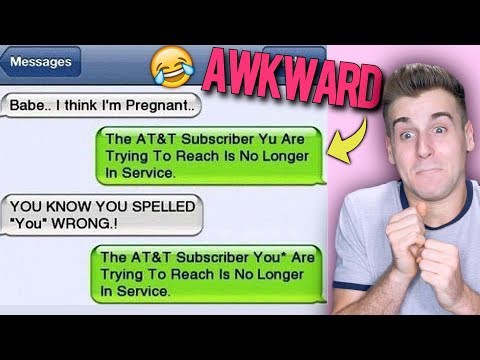 Messages
AWKWARD
Babe.. I think I'm Pregnant..
The AT&T Subscriber Yu Are
Trying To Reach Is No Longer
In Service.
YOU KNOW YOU SPELLED
"You" WRONG.!
The AT&T Subscriber You* Are
Trying To Reach Is No Longer
In Service.